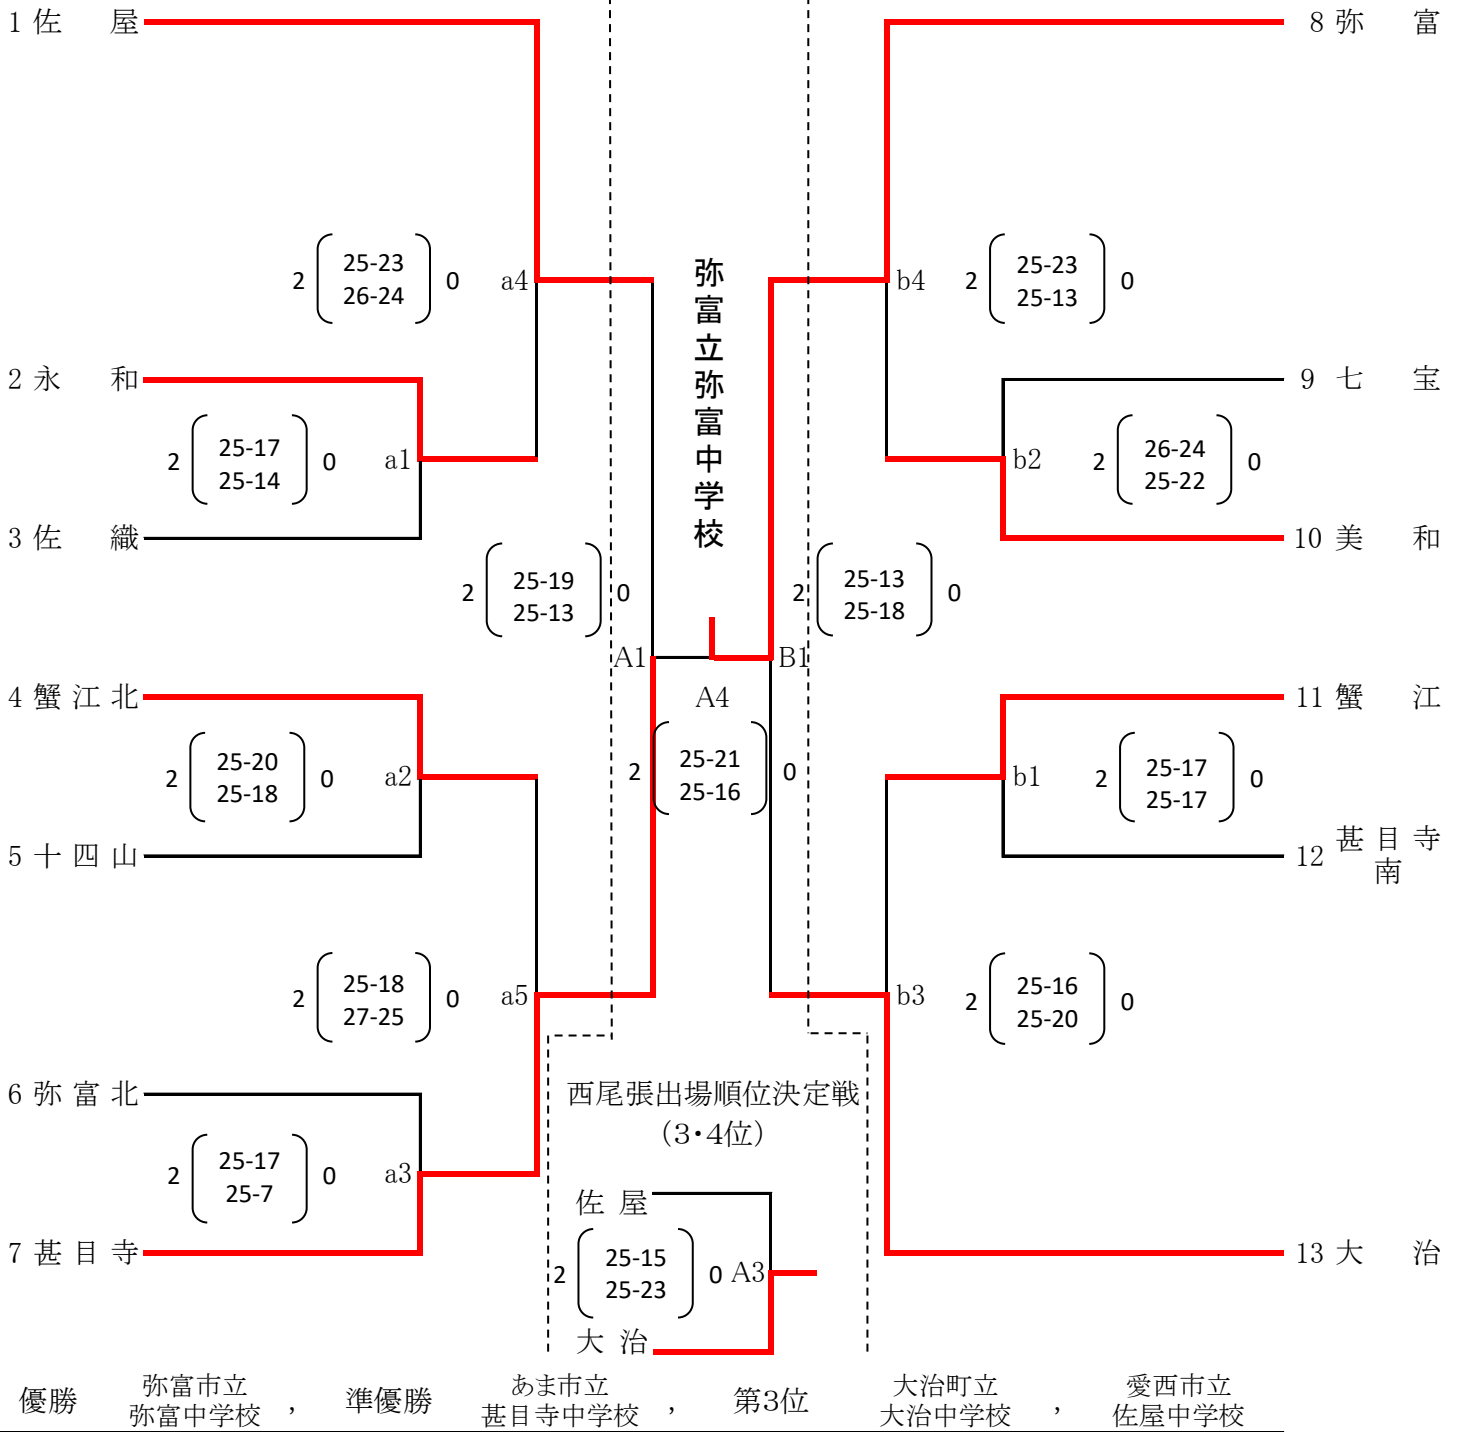 1 佐屋
8 弥富
25-23
2 26-24 0
a4
弥富立弥富中学校
b4
25-23
2 25-13 0
2 永和
9 七宝
25-17
2 25-14 0
a1
b2
26-24
2 25-22 0
3 佐織
10 美和
25-19
2 25-13 0
25-13
2 25-18 0
A1
B1
4 蟹江北
A4
11 蟹江
25-20
2 25-18 0
a2
25-21
2 25-16 0
b1
25-17
2 25-17 0
5 十四山
12 甚目寺
南
25-18
2 27-25 0
a5
b3
25-16
2 25-20 0
6 弥富北
西尾張出場順位決定戦
（3・4位）
25-17
2 25-7 0
a3
佐屋
7 甚目寺
25-15
2 25-23 0
A3
13 大治
大治
優勝 弥富市立
弥富中学校 ,
準優勝 あま市立
甚目寺中学校 ,
第3位 大治町立
大治中学校 ,
愛西市立
佐屋中学校